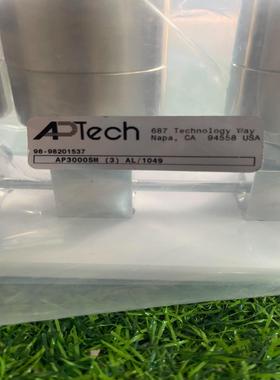 APTech
687 Technology Way
Napa, CA 94558 USA
98-98201537
AP3000SM (3) AL/1049